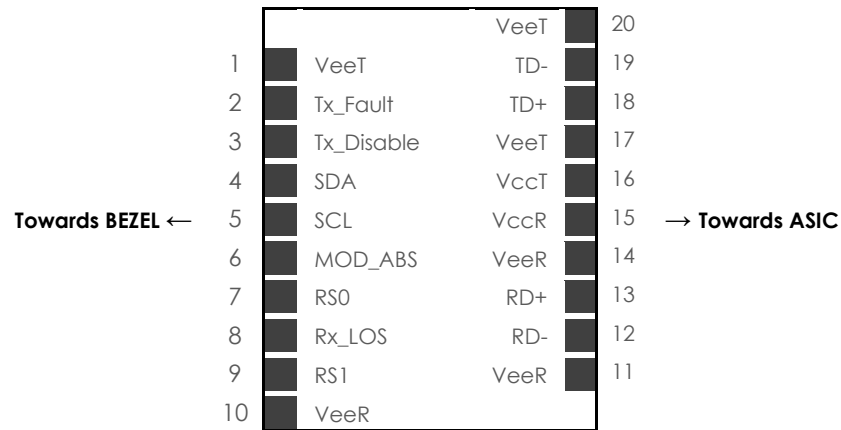 VeeT 20
1 VeeT TD- 19
2 Tx_Fault TD+ 18
3 Tx_Disable VeeT 17
4 SDA VccT 16
Towards BEZEL ← 5 SCL VccR 15 → Towards ASIC
6 MOD_ABS VeeR 14
7 RS0 RD+ 13
8 Rx_LOS RD- 12
9 RS1 VeeR 11
10 VeeR